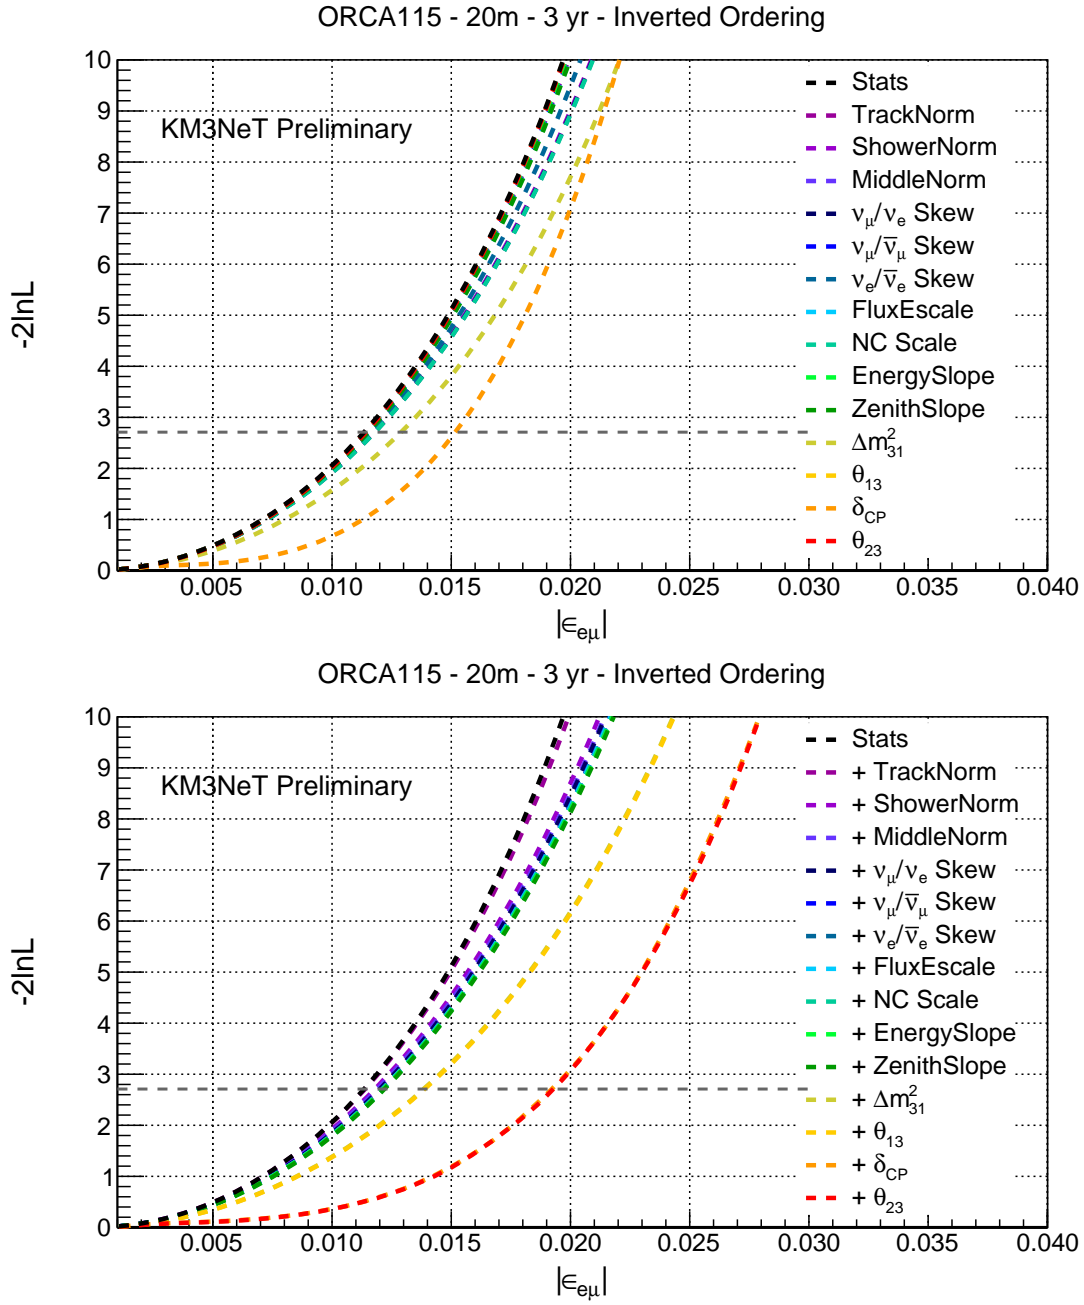 ORCA115 - 20m - 3 yr - Inverted Ordering
10
9
8
7
6
5
4
3
2
1
0
-2lnL
KM3NeT Preliminary
Stats
TrackNorm
ShowerNorm
MiddleNorm
νμ/νe Skew
νμ/ν̅μ Skew
νe/ν̅e Skew
FluxEscale
NC Scale
EnergySlope
ZenithSlope
Δm²31
θ13
δCP
θ23
0.005 0.010 0.015 0.020 0.025 0.030 0.035 0.040
|∈eμ|
ORCA115 - 20m - 3 yr - Inverted Ordering
10
9
8
7
6
5
4
3
2
1
0
-2lnL
KM3NeT Preliminary
Stats
+ TrackNorm
+ ShowerNorm
+ MiddleNorm
+ νμ/νe Skew
+ νμ/ν̅μ Skew
+ νe/ν̅e Skew
+ FluxEscale
+ NC Scale
+ EnergySlope
+ ZenithSlope
+ Δm²31
+ θ13
+ δCP
+ θ23
0.005 0.010 0.015 0.020 0.025 0.030 0.035 0.040
|∈eμ|